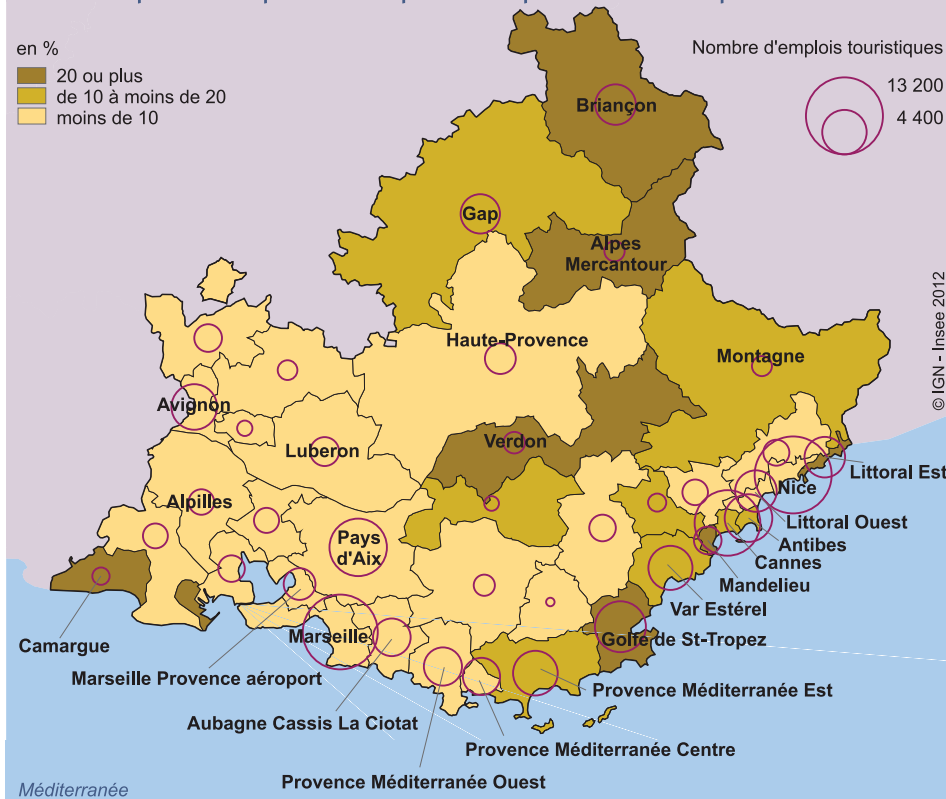 en %
20 ou plus
de 10 à moins de 20
moins de 10
Nombre d'emplois touristiques
13 200
4 400
Briançon
Gap
Alpes
Mercantour
© IGN - Insee 2012
Haute-Provence
Montagne
Avignon
Verdon
Luberon
Littoral Est
Nice
Alpilles
Littoral Ouest
Pays
d'Aix
Antibes
Cannes
Mandelieu
Var Estérel
Marseille
Golfe de St-Tropez
Camargue
Marseille Provence aéroport
Provence Méditerranée Est
Aubagne Cassis La Ciotat
Provence Méditerranée Centre
Provence Méditerranée Ouest
Méditerranée